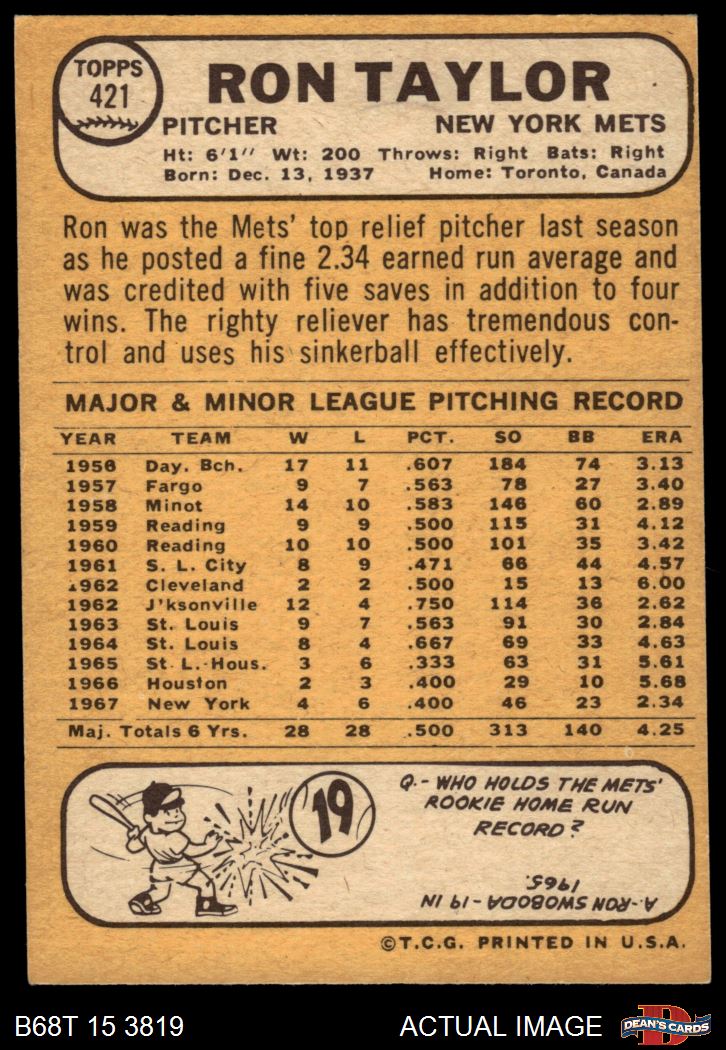 TOPPS
421
RON TAYLOR
PITCHER NEW YORK METS
Ht: 6'1" Wt: 200 Throws: Right Bats: Right
Born: Dec. 13, 1937 Home: Toronto, Canada
Ron was the Mets' top relief pitcher last season
as he posted a fine 2.34 earned run average and
was credited with five saves in addition to four
wins. The righty reliever has tremendous con-
trol and uses his sinkerball effectively.
MAJOR & MINOR LEAGUE PITCHING RECORD
YEAR TEAM W L PCT. SO BB ERA
1956 Day. Bch. 17 11 .607 184 74 3.13
1957 Fargo 9 7 .563 78 27 3.40
1958 Minot 14 10 .583 146 60 2.89
1959 Reading 9 9 .500 115 31 4.12
1960 Reading 10 10 .500 101 35 3.42
1961 S. L. City 8 9 .471 66 44 4.57
1962 Cleveland 2 2 .500 15 13 6.00
1962 J'ksonville 12 4 .750 114 36 2.62
1963 St. Louis 9 7 .563 91 30 2.84
1964 St. Louis 8 4 .667 69 33 4.63
1965 St. L.-Hous. 3 6 .333 63 31 5.61
1966 Houston 2 3 .400 29 10 5.68
1967 New York 4 6 .400 46 23 2.34
Maj. Totals 6 Yrs. 28 28 .500 313 140 4.25
19
Q.- WHO HOLDS THE METS'
ROOKIE HOME RUN
RECORD?
A.- RON SWOBODA - 19 IN
1965.
©T.C.G. PRINTED IN U.S.A.
B68T 15 3819 ACTUAL IMAGE
D
DEAN'S CARDS